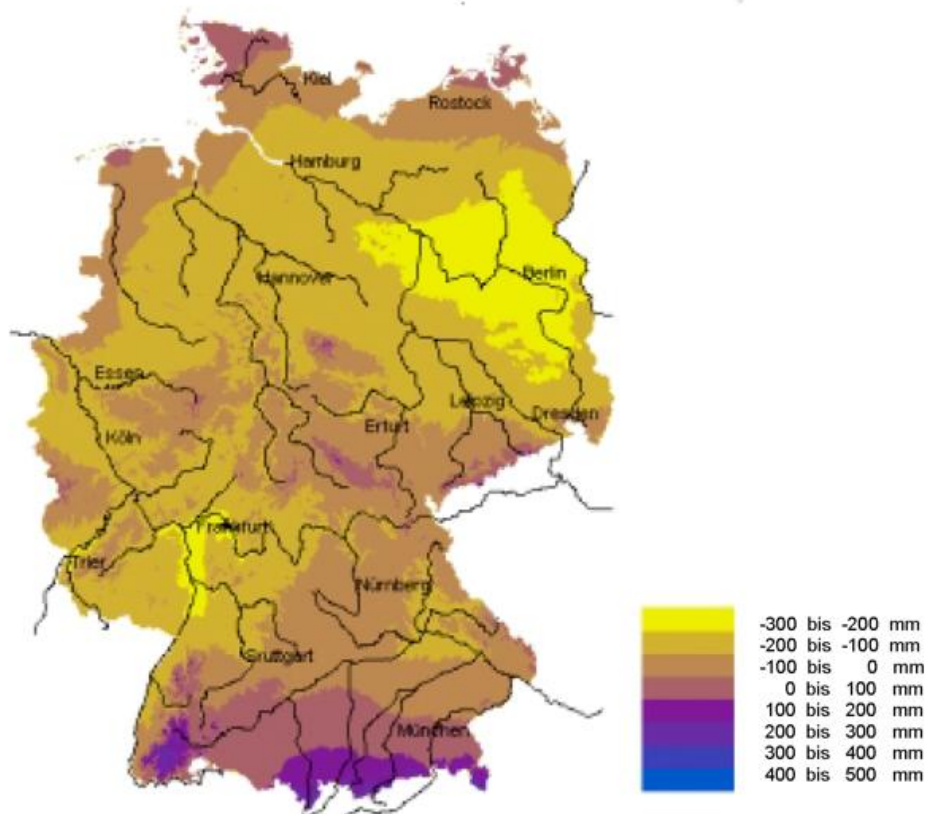 Kiel
Rostock
Hamburg
Berlin
Hannover
Essen
Leipzig
Dresden
Erfurt
Köln
Frankfurt
Trier
Nürnberg
Stuttgart
München
-300 bis -200 mm
-200 bis -100 mm
-100 bis 0 mm
0 bis 100 mm
100 bis 200 mm
200 bis 300 mm
300 bis 400 mm
400 bis 500 mm